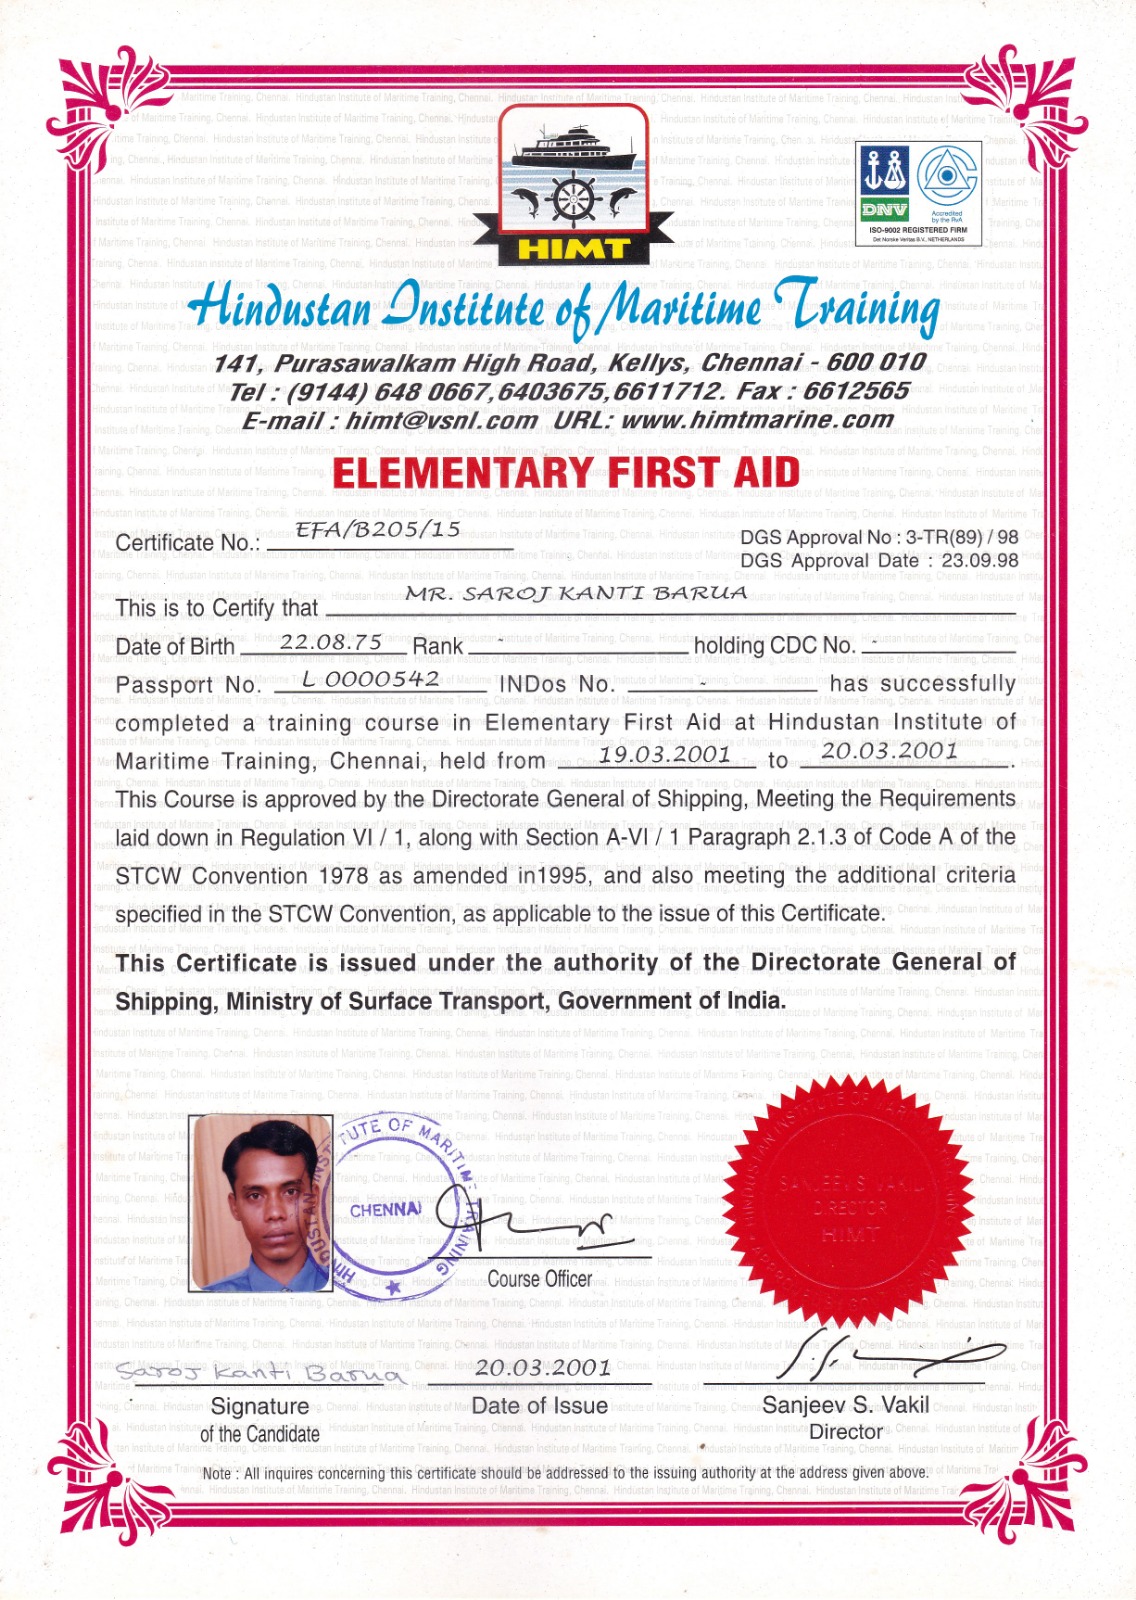 HIMT
DNV
Accredited
by the RvA
ISO-9002 REGISTERED FIRM
Det Norske Veritas B.V., NETHERLANDS
Hindustan Institute of Maritime Training
141, Purasawalkam High Road, Kellys, Chennai - 600 010
Tel : (9144) 648 0667,6403675,6611712. Fax : 6612565
E-mail : himt@vsnl.com URL: www.himtmarine.com
ELEMENTARY FIRST AID
Certificate No.: EFA/B205/15
DGS Approval No : 3-TR(89) / 98
DGS Approval Date : 23.09.98
This is to Certify that MR. SAROJ KANTI BARUA
Date of Birth 22.08.75 Rank - holding CDC No. -
Passport No. L 0000542 INDos No. - has successfully
completed a training course in Elementary First Aid at Hindustan Institute of
Maritime Training, Chennai, held from 19.03.2001 to 20.03.2001.
This Course is approved by the Directorate General of Shipping, Meeting the Requirements
laid down in Regulation VI / 1, along with Section A-VI / 1 Paragraph 2.1.3 of Code A of the
STCW Convention 1978 as amended in1995, and also meeting the additional criteria
specified in the STCW Convention, as applicable to the issue of this Certificate.
This Certificate is issued under the authority of the Directorate General of
Shipping, Ministry of Surface Transport, Government of India.
HINDUSTAN INSTITUTE OF MARITIME TRAINING
CHENNAI
Course Officer
SANJEEV S. VAKIL
DIRECTOR
HIMT
Saroj Kanti Barua
Signature
of the Candidate
20.03.2001
Date of Issue
Sanjeev S. Vakil
Director
Note : All inquires concerning this certificate should be addressed to the issuing authority at the address given above.